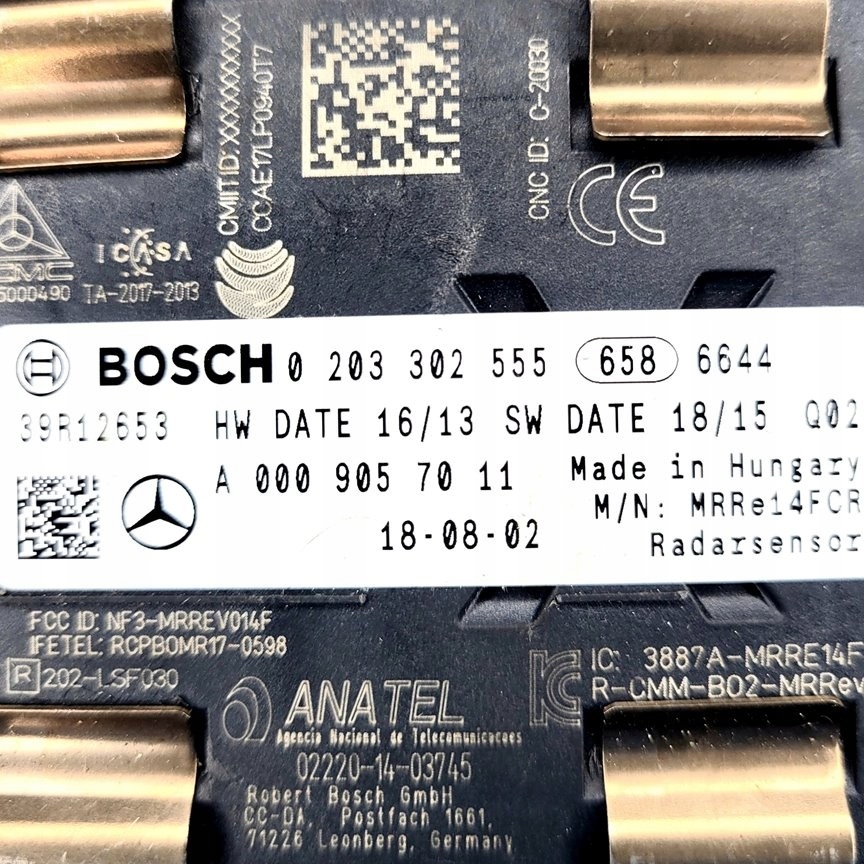 CMIIT ID:XXXXXXXXXX
CCAE17LP0940T7
CNC ID: C-20030
CE
ICASA
TA-2017-2013
5000490
BOSCH 0 203 302 555 658 6644
39R12653 HW DATE 16/13 SW DATE 18/15 Q02
A 000 905 70 11 Made in Hungary
M/N: MRRe14FCR
18-08-02 Radarsensor
FCC ID: NF3-MRREV014F
IFETEL: RCPBOMR17-0598
R 202-LSF030
IC: 3887A-MRRE14F
R-CMM-BO2-MRRev
ANATEL
Agencia Nacional de Telecomunicacoes
02220-14-03745
Robert Bosch GmbH
CC-DA, Postfach 1661,
71226 Leonberg, Germany